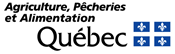 Agriculture, Pêcheries
et Alimentation
Québec